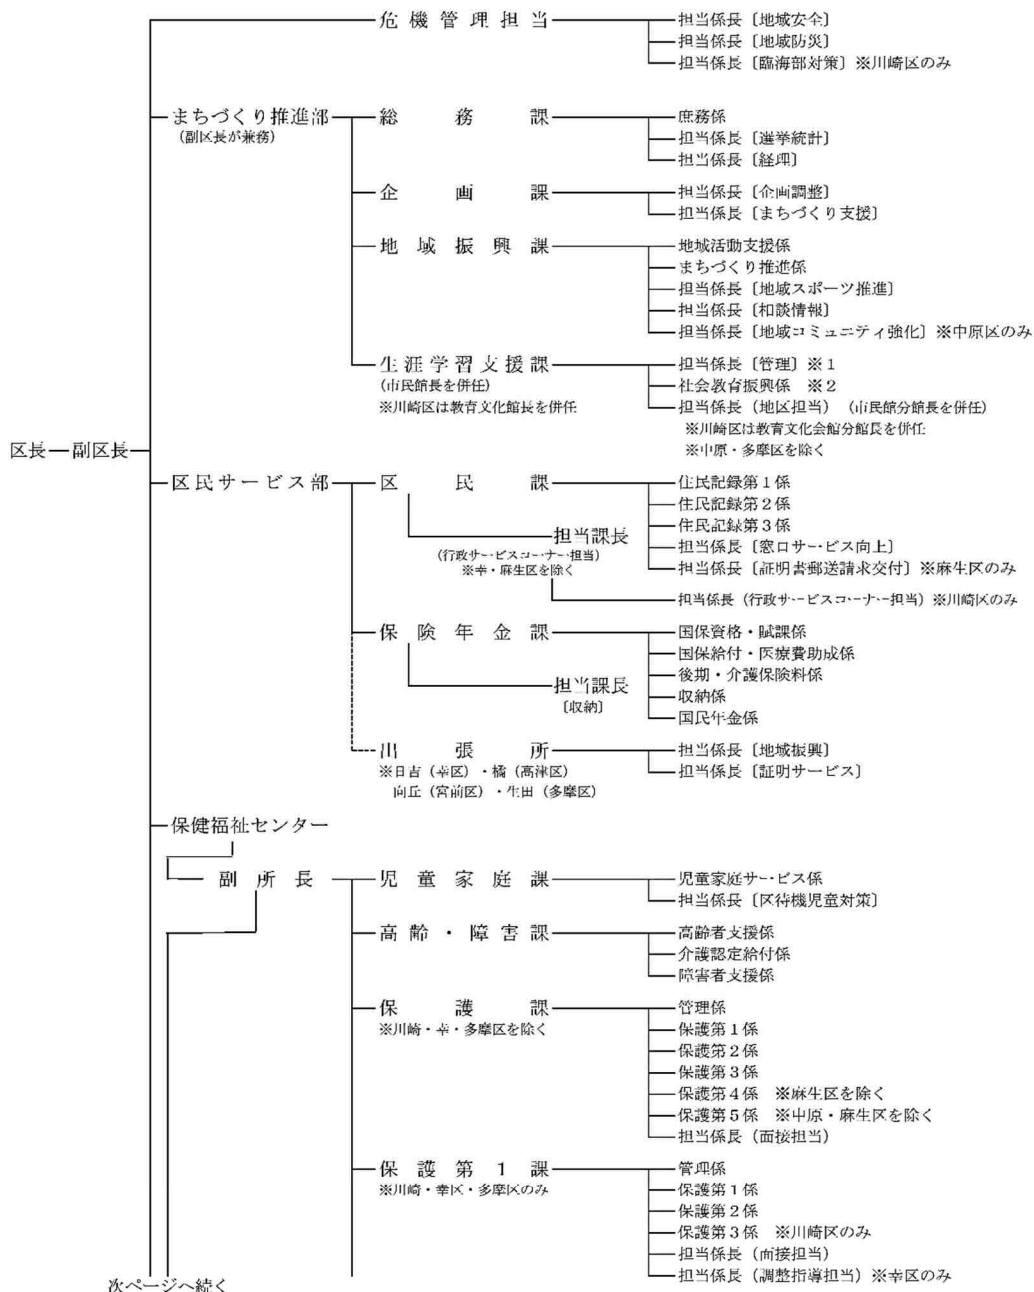 危機管理担当
担当係長〔地域安全〕
担当係長〔地域防災〕
担当係長〔臨海部対策〕※川崎区のみ
まちづくり推進部
(副区長が兼務)
総務課
庶務係
担当係長〔選挙統計〕
担当係長〔経理〕
企画課
担当係長〔企画調整〕
担当係長〔まちづくり支援〕
地域振興課
地域活動支援係
まちづくり推進係
担当係長〔地域スポーツ推進〕
担当係長〔相談情報〕
担当係長〔地域コミュニティ強化〕※中原区のみ
生涯学習支援課
(市民館長を併任)
※川崎区は教育文化館長を併任
担当係長〔管理〕※1
社会教育振興係 ※2
担当係長(地区担当) (市民館分館長を併任)
※川崎区は教育文化会館分館長を併任
※中原・多摩区を除く
区長
副区長
区民サービス部
区民課
担当課長
(行政サービスコーナー担当)
※幸・麻生区を除く
住民記録第1係
住民記録第2係
住民記録第3係
担当係長〔窓口サービス向上〕
担当係長〔証明書郵送請求交付〕※麻生区のみ
担当係長(行政サービスコーナー担当)※川崎区のみ
保険年金課
担当課長
〔収納〕
国保資格・賦課係
国保給付・医療費助成係
後期・介護保険料係
収納係
国民年金係
出張所
※日吉(幸区)・橘(高津区)
向丘(宮前区)・生田(多摩区)
担当係長〔地域振興〕
担当係長〔証明サービス〕
保健福祉センター
副所長
児童家庭課
児童家庭サービス係
担当係長〔区待機児童対策〕
高齢・障害課
高齢者支援係
介護認定給付係
障害者支援係
保護課
※川崎・幸・多摩区を除く
管理係
保護第1係
保護第2係
保護第3係
保護第4係 ※麻生区を除く
保護第5係 ※中原・麻生区を除く
担当係長(面接担当)
保護第1課
※川崎・幸区・多摩区のみ
管理係
保護第1係
保護第2係
保護第3係 ※川崎区のみ
担当係長(面接担当)
担当係長(調整指導担当)※幸区のみ
次ページへ続く